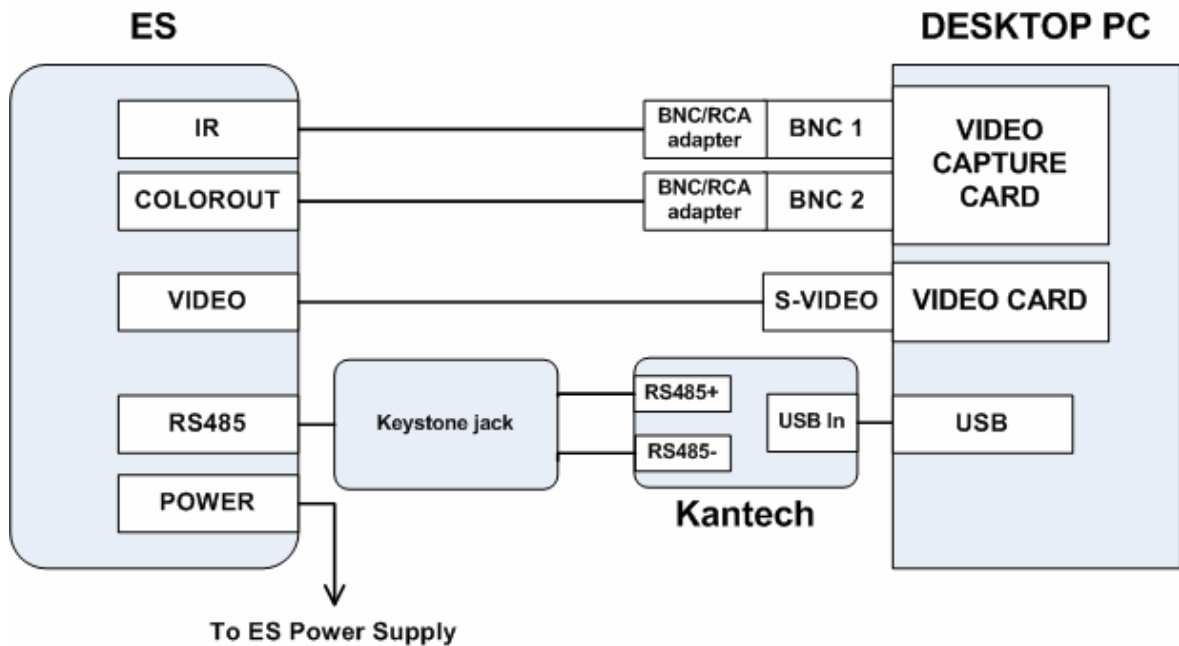 ES
DESKTOP PC
IR
BNC/RCA
adapter
BNC 1
VIDEO
CAPTURE
CARD
COLOROUT
BNC/RCA
adapter
BNC 2
VIDEO
S-VIDEO
VIDEO CARD
RS485
Keystone jack
RS485+
RS485-
USB In
USB
POWER
Kantech
To ES Power Supply